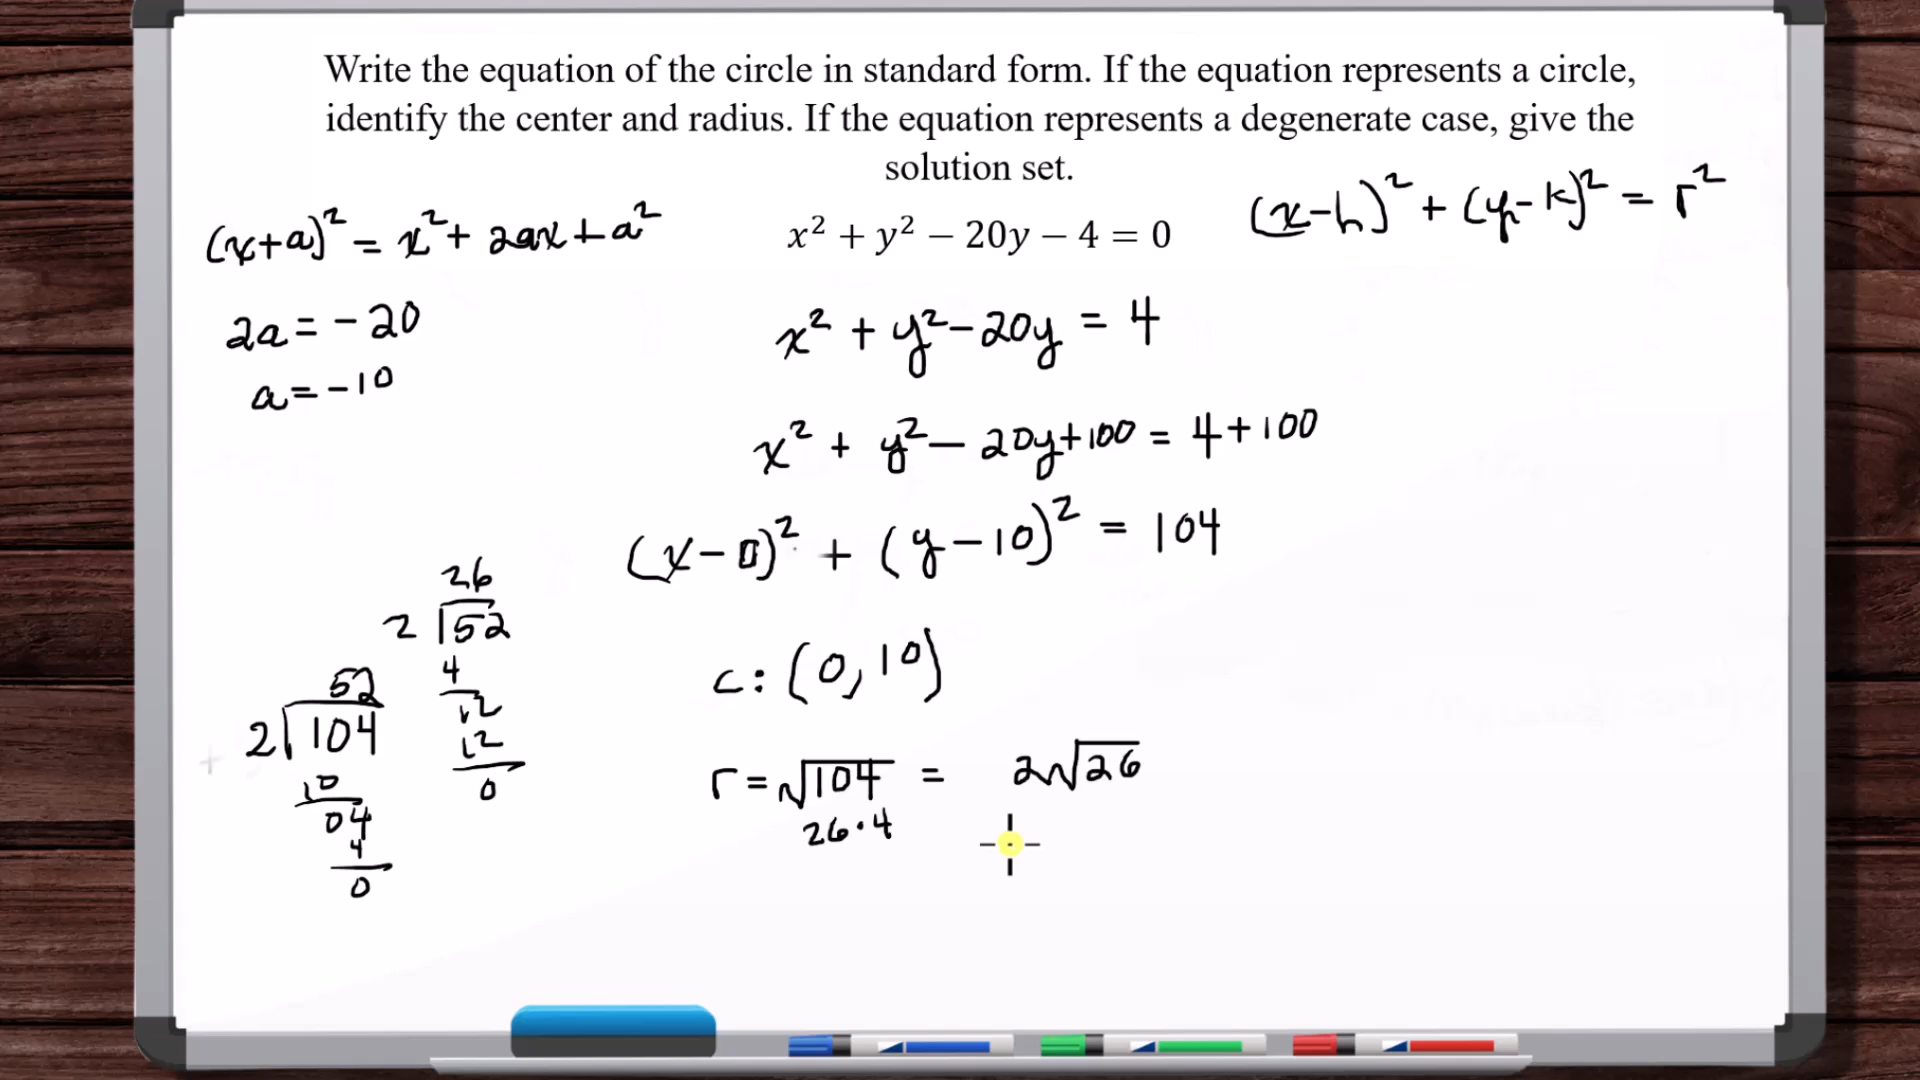 Write the equation of the circle in standard form. If the equation represents a circle,
identify the center and radius. If the equation represents a degenerate case, give the
solution set.
(x+a)² = x² + 2ax + a²
x² + y² − 20y − 4 = 0
(x-h)² + (y-k)² = r²
2a = -20
a = -10
x² + y² - 20y = 4
x² + y² - 20y + 100 = 4 + 100
(x - 0)² + (y - 10)² = 104
26
2 52
4
12
12
0
52
2 104
10
04
4
0
c: (0, 10)
r = √104 = 2√26
26 · 4